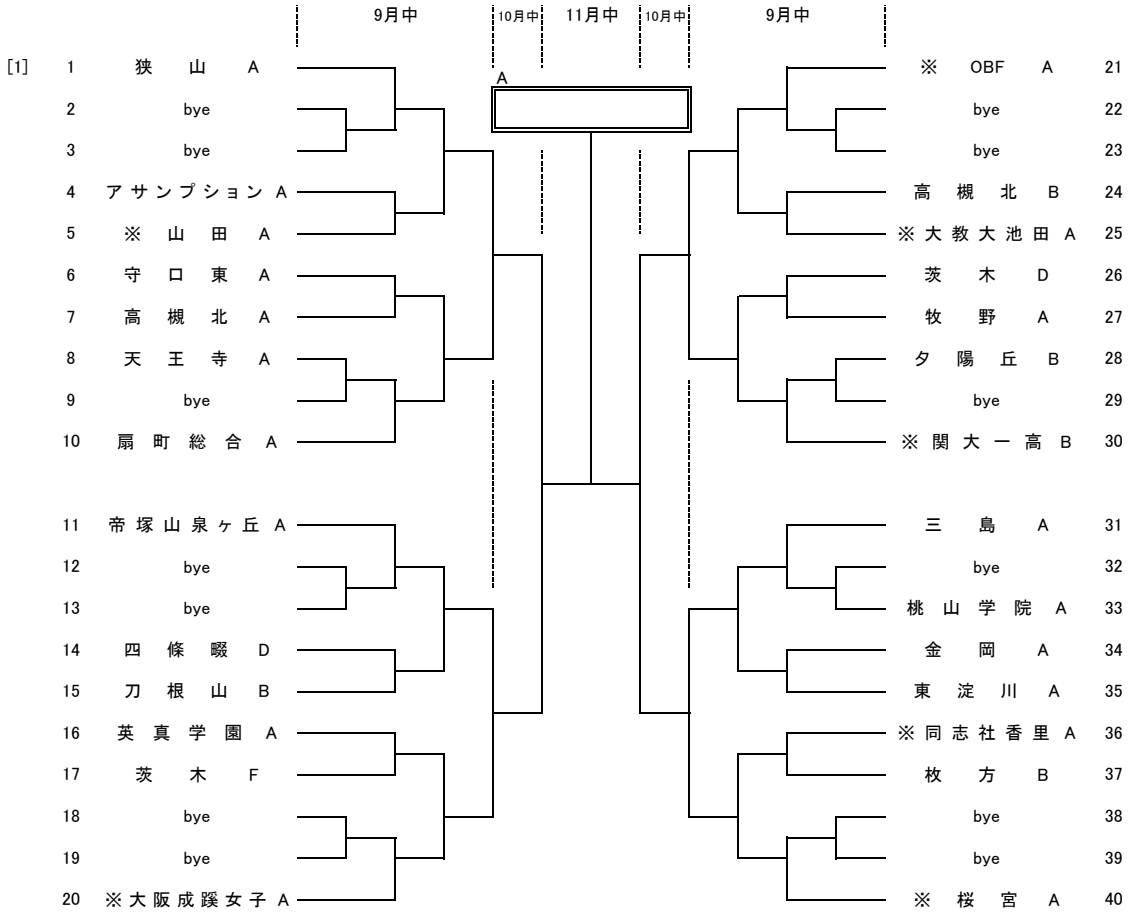 9月中 10月中 11月中 10月中 9月中
[1] 1 狭山 A ※ OBF A 21
A
2 bye bye 22
3 bye bye 23
4 アサンプション A 高槻北 B 24
5 ※山田 A ※大教大池田 A 25
6 守口東 A 茨木 D 26
7 高槻北 A 牧野 A 27
8 天王寺 A 夕陽丘 B 28
9 bye bye 29
10 扇町総合 A ※関大一高 B 30
11 帝塚山泉ヶ丘 A 三島 A 31
12 bye bye 32
13 bye 桃山学院 A 33
14 四條畷 D 金岡 A 34
15 刀根山 B 東淀川 A 35
16 英真学園 A ※同志社香里 A 36
17 茨木 F 枚方 B 37
18 bye bye 38
19 bye bye 39
20 ※大阪成蹊女子 A ※桜宮 A 40